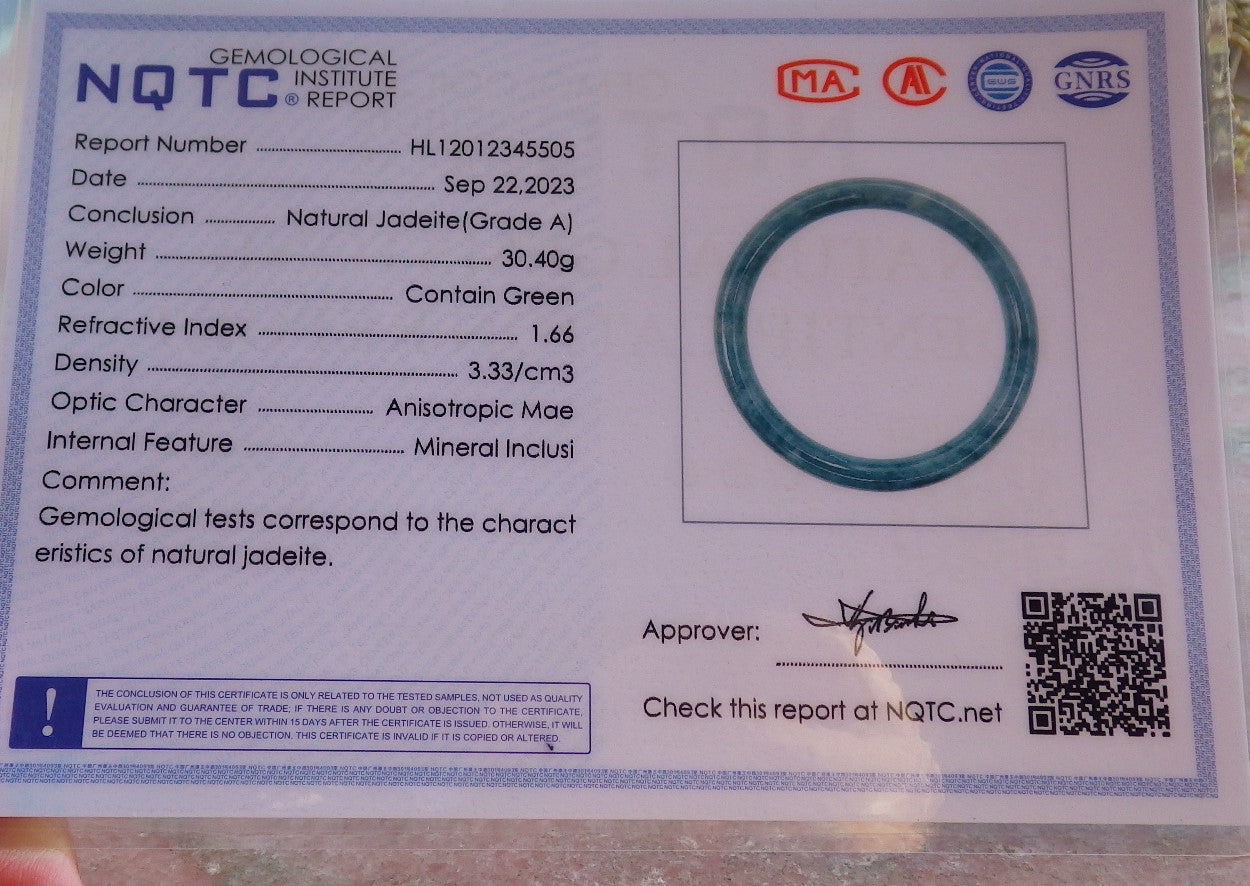 NQTC® GEMOLOGICAL INSTITUTE REPORT
MA
GNRS
Report Number HL12012345505
Date Sep 22,2023
Conclusion Natural Jadeite(Grade A)
Weight 30.40g
Color Contain Green
Refractive Index 1.66
Density 3.33/cm3
Optic Character Anisotropic Mae
Internal Feature Mineral Inclusi
Comment:
Gemological tests correspond to the charact
eristics of natural jadeite.
! THE CONCLUSION OF THIS CERTIFICATE IS ONLY RELATED TO THE TESTED SAMPLES, NOT USED AS QUALITY
EVALUATION AND GUARANTEE OF TRADE; IF THERE IS ANY DOUBT OR OBJECTION TO THE CERTIFICATE,
PLEASE SUBMIT IT TO THE CENTER WITHIN 15 DAYS AFTER THE CERTIFICATE IS ISSUED. OTHERWISE, IT WILL
BE DEEMED THAT THERE IS NO OBJECTION. THIS CERTIFICATE IS INVALID IF IT IS COPIED OR ALTERED.
Approver:
Check this report at NQTC.net